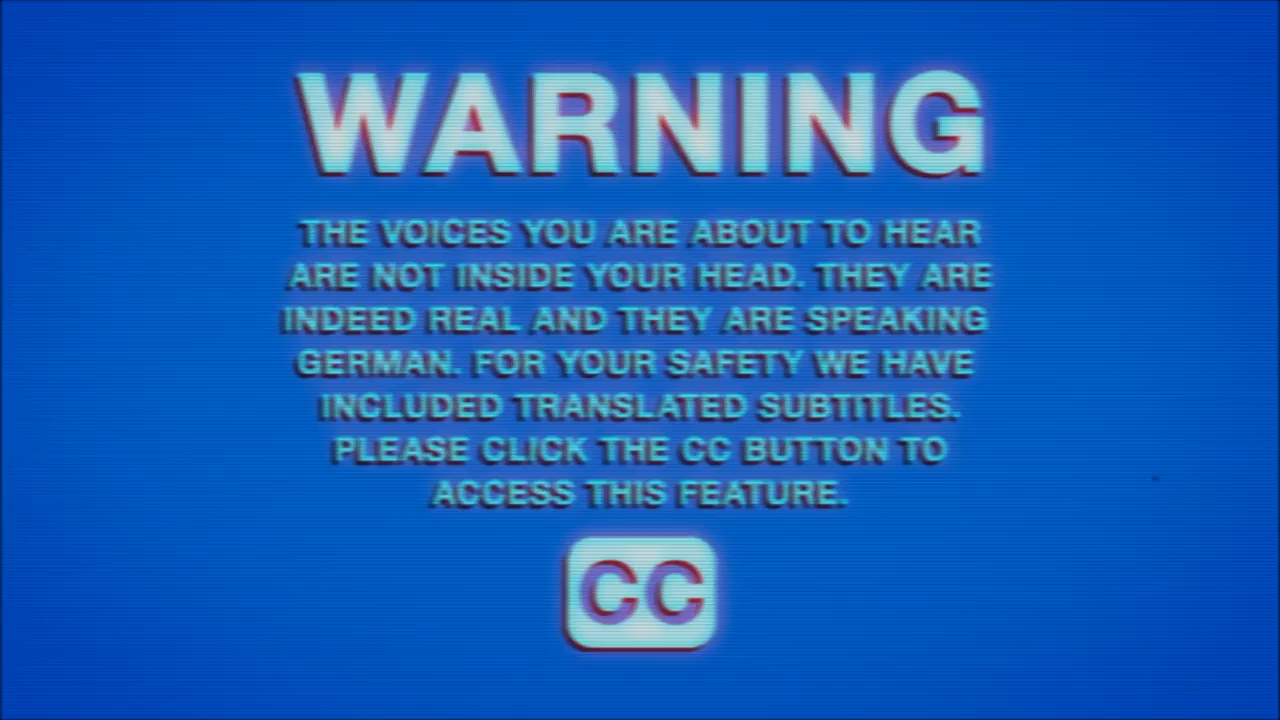 WARNING
THE VOICES YOU ARE ABOUT TO HEAR
ARE NOT INSIDE YOUR HEAD. THEY ARE
INDEED REAL AND THEY ARE SPEAKING
GERMAN. FOR YOUR SAFETY WE HAVE
INCLUDED TRANSLATED SUBTITLES.
PLEASE CLICK THE CC BUTTON TO
ACCESS THIS FEATURE.
CC